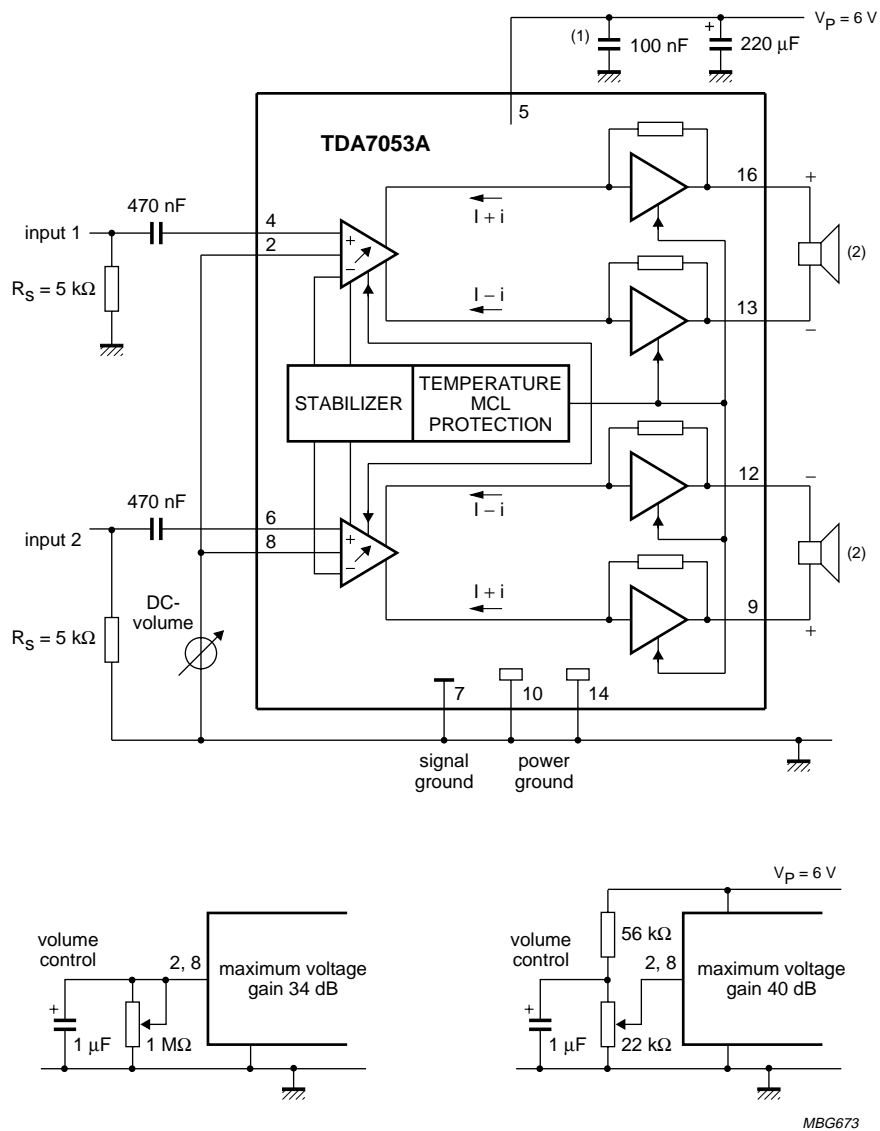 V_P = 6 V
(1)
100 nF
+
220 µF
5
TDA7053A
16
+
470 nF
4
I + i
input 1
2
+
(2)
−
R_S = 5 kΩ
I − i
13
−
STABILIZER
TEMPERATURE
MCL
PROTECTION
12
−
470 nF
6
I − i
input 2
8
+
(2)
−
DC-
volume
I + i
9
R_S = 5 kΩ
+
7
10
14
signal
ground
power
ground
volume
control
2, 8
maximum voltage
gain 34 dB
+
1 µF
1 MΩ
V_P = 6 V
56 kΩ
volume
control
2, 8
maximum voltage
gain 40 dB
+
1 µF
22 kΩ
MBG673